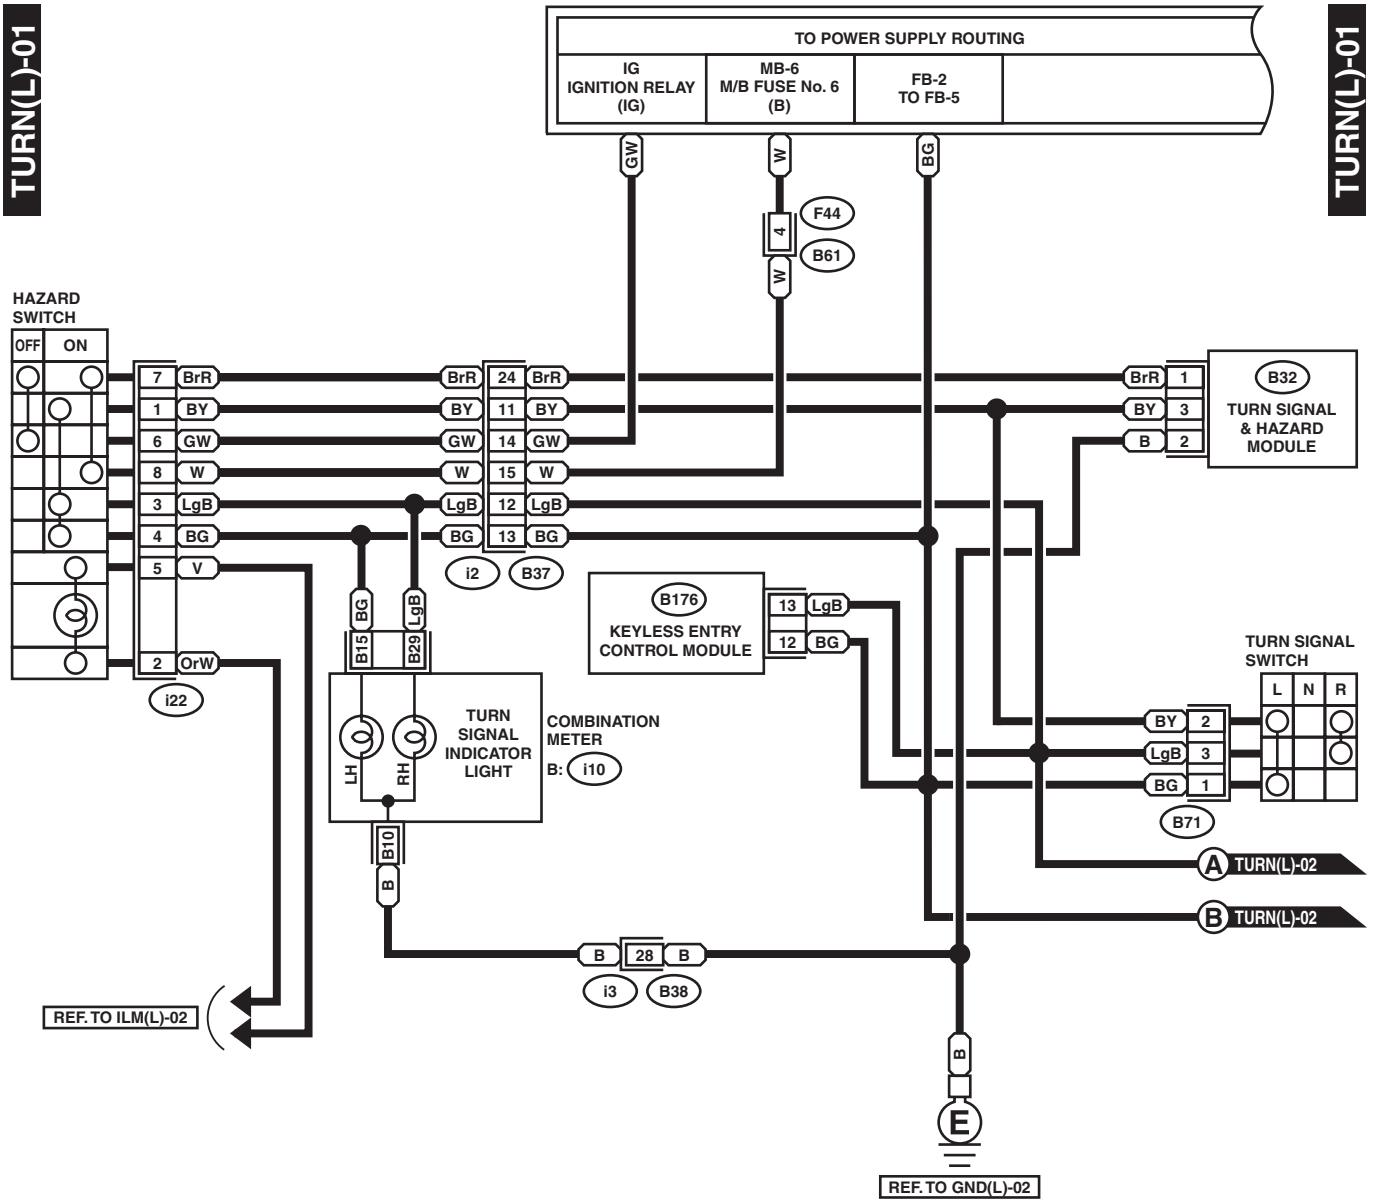 TURN(L)-01
TURN(L)-01
TO POWER SUPPLY ROUTING
IG
IGNITION RELAY
(IG)
MB-6
M/B FUSE No. 6
(B)
FB-2
TO FB-5
GW
W
BG
4
F44
B61
W
HAZARD
SWITCH
OFF
ON
7 BrR
BrR 24 BrR
BrR 1
1 BY
BY 11 BY
BY 3
6 GW
GW 14 GW
B 2
8 W
W 15 W
3 LgB
LgB 12 LgB
4 BG
BG 13 BG
5 V
2 OrW
i22
i2
B37
B32
TURN SIGNAL
& HAZARD
MODULE
BG
LgB
B15
B29
B176
KEYLESS ENTRY
CONTROL MODULE
13 LgB
12 BG
TURN
SIGNAL
INDICATOR
LIGHT
LH
RH
COMBINATION
METER
B: i10
TURN SIGNAL
SWITCH
L N R
BY 2
LgB 3
BG 1
B71
B10
B
A TURN(L)-02
B TURN(L)-02
B 28 B
i3
B38
REF. TO ILM(L)-02
B
E
REF. TO GND(L)-02